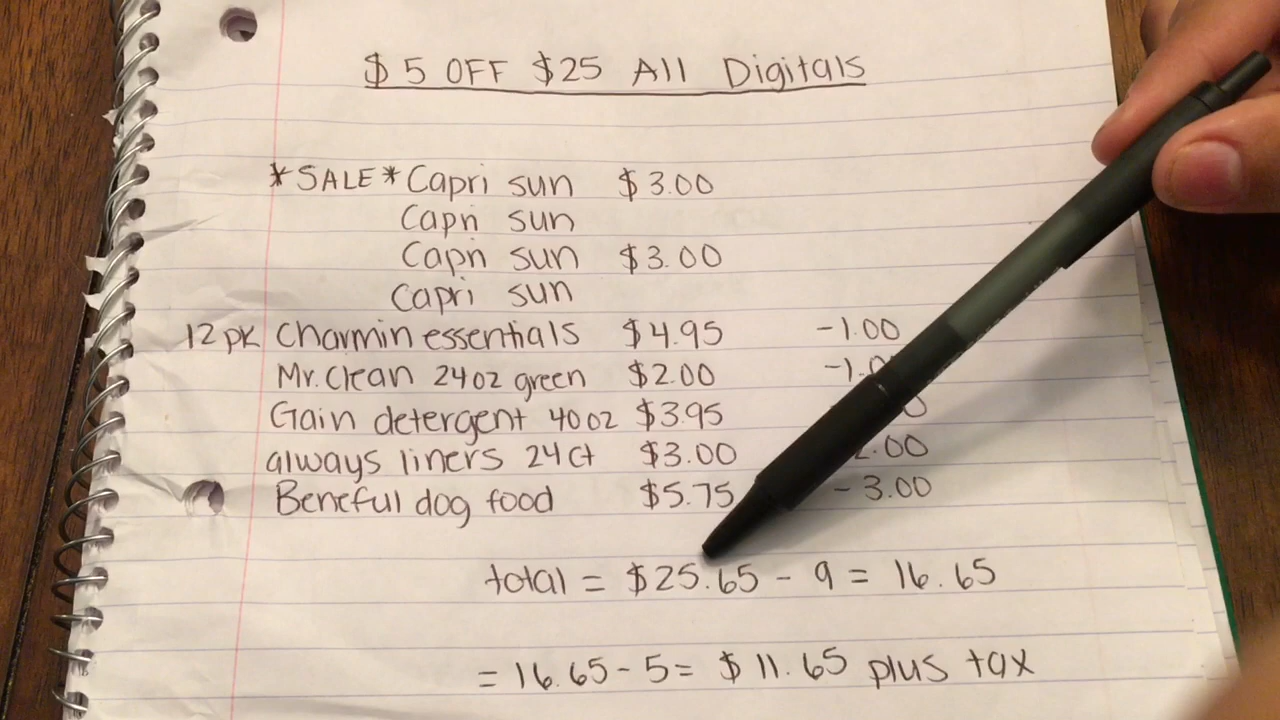 $5 OFF $25 All Digitals
*SALE* Capri sun $3.00
Capri sun
Capri sun $3.00
Capri sun
12pk Charmin essentials $4.95 -1.00
Mr. Clean 24oz green $2.00
Gain detergent 40oz $3.95
always liners 24ct $3.00
Beneful dog food $5.75 - 3.00
total = $25.65 - 9 = 16.65
= 16.65 - 5 = $11.65 plus tax